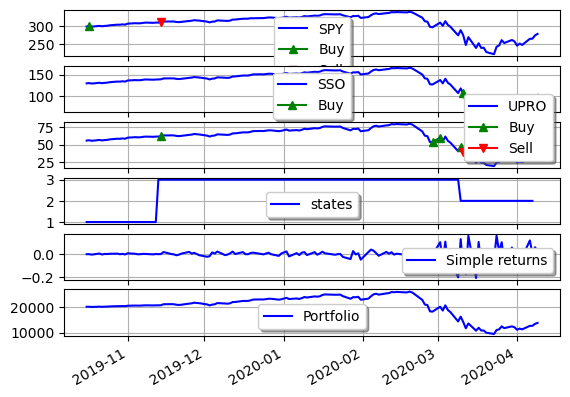 300
250
SPY
Buy
150
100
SSO
Buy
75
50
25
UPRO
Buy
Sell
3
2
1
states
0.0
−0.2
Simple returns
20000
10000
Portfolio
2019-11
2019-12
2020-01
2020-02
2020-03
2020-04